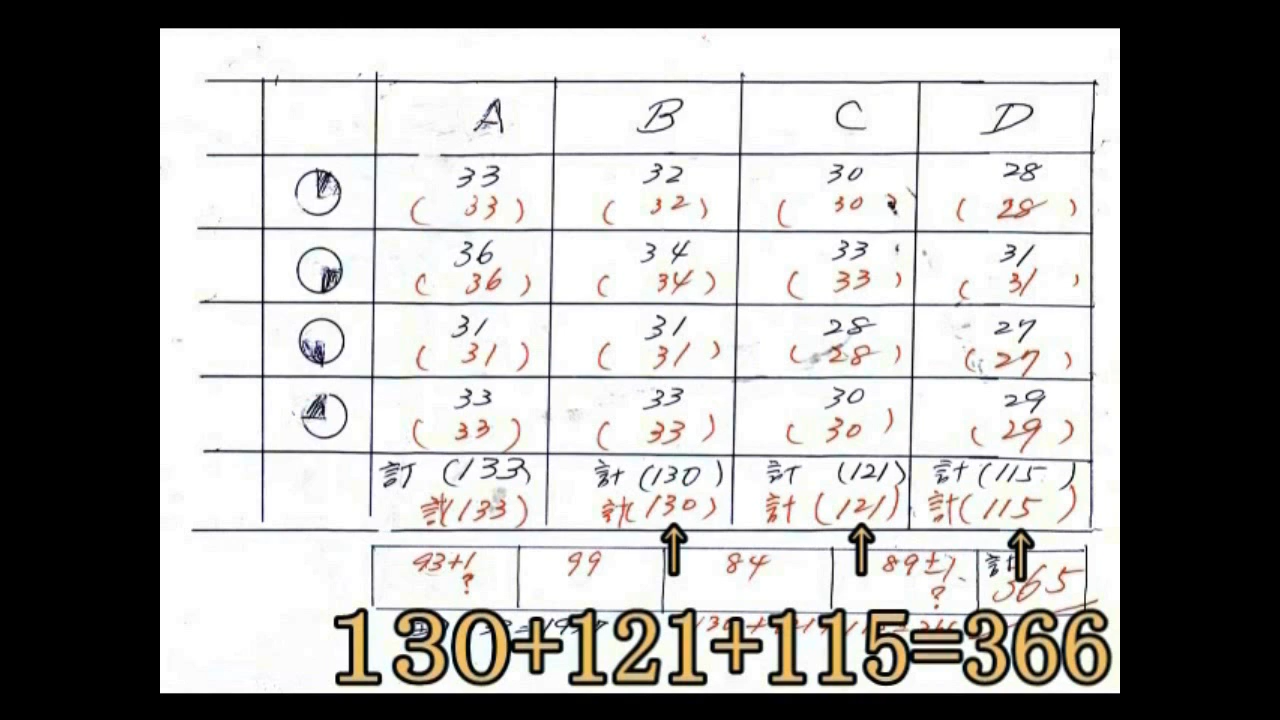 A B C D
33 32 30 28
( 33 ) ( 32 ) ( 30 ) ( 28 )
36 34 33 31
( 36 ) ( 34 ) ( 33 ) ( 31 )
31 31 28 27
( 31 ) ( 31 ) ( 28 ) ( 27 )
33 33 30 29
( 33 ) ( 33 ) ( 30 ) ( 29 )
計 (133) 計 (130) 計 (121) 計 (115)
計 (133) 計 (130) 計 (121) 計 (115)
93+1 99 84 89±1 計 365
? ?
130+121+115=366